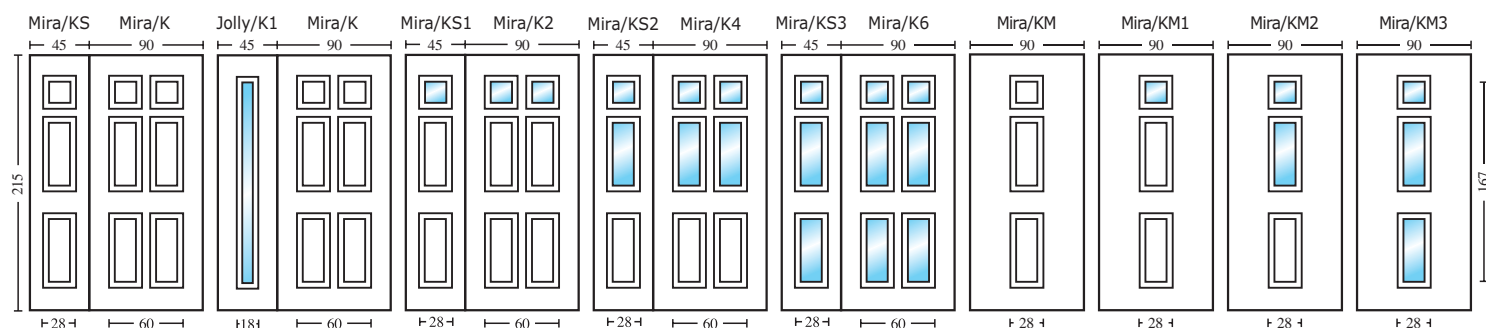 Mira/KS Mira/K Jolly/K1 Mira/K Mira/KS1 Mira/K2 Mira/KS2 Mira/K4 Mira/KS3 Mira/K6 Mira/KM Mira/KM1 Mira/KM2 Mira/KM3
45 90 45 90 45 90 45 90 45 90 90 90 90 90
215
167
28 60 18 60 28 60 28 60 28 60 28 28 28 28